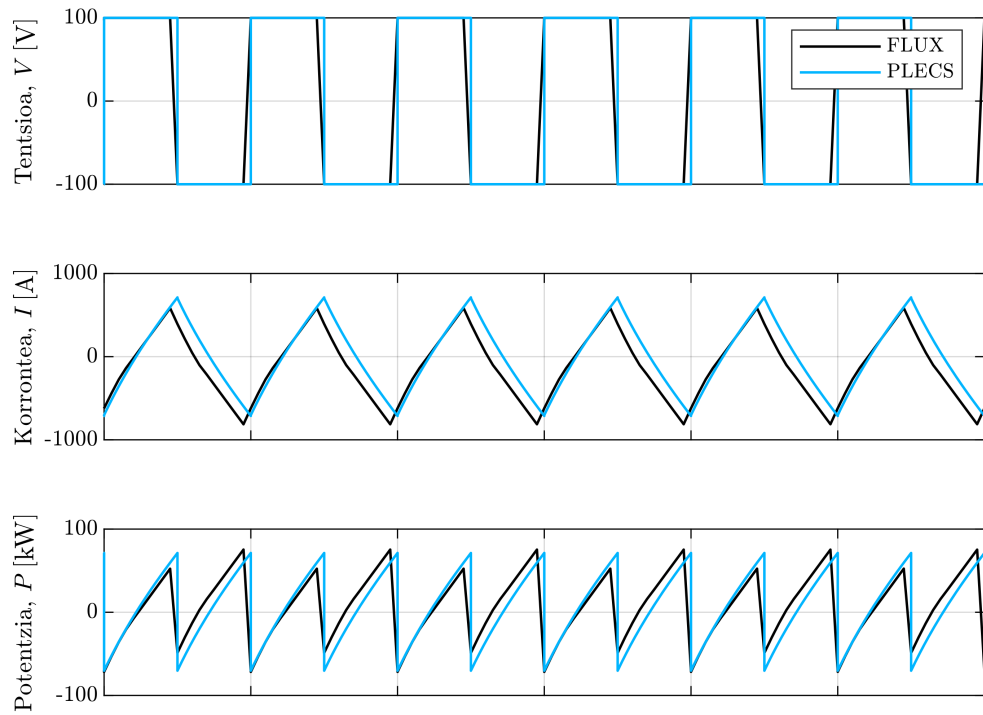 Tentsioa, V [V]
100
0
-100
FLUX
PLECS
Korrontea, I [A]
1000
0
-1000
Potentzia, P [kW]
100
0
-100